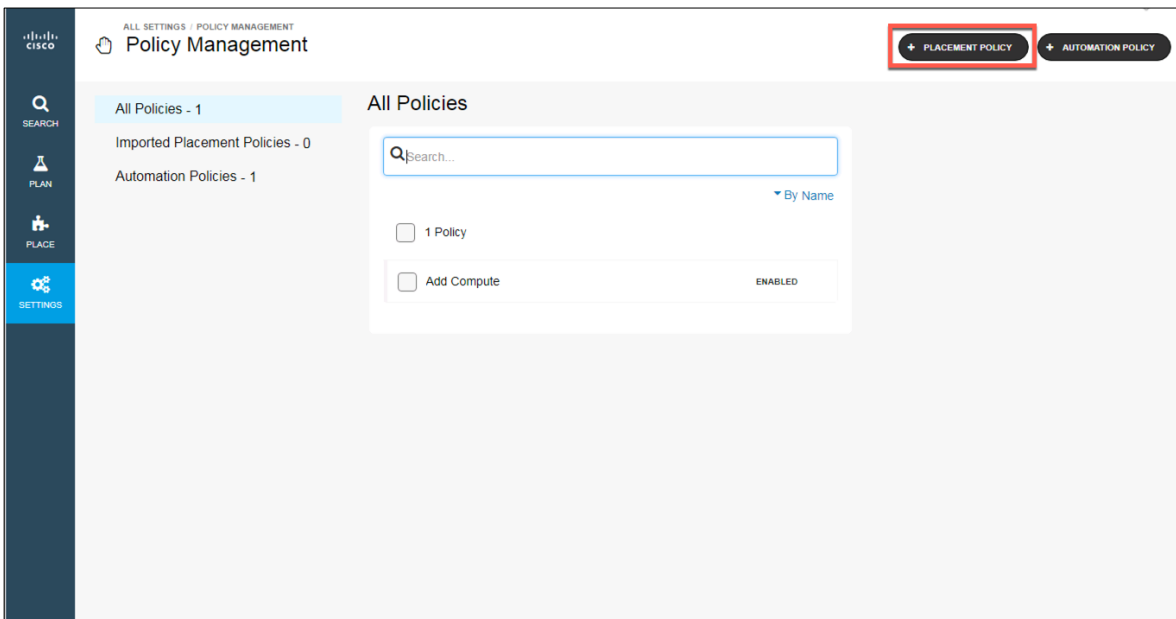 CISCO
ALL SETTINGS / POLICY MANAGEMENT
Policy Management
+ PLACEMENT POLICY
+ AUTOMATION POLICY
SEARCH
PLAN
PLACE
SETTINGS
All Policies - 1
Imported Placement Policies - 0
Automation Policies - 1
All Policies
Search...
By Name
1 Policy
Add Compute ENABLED